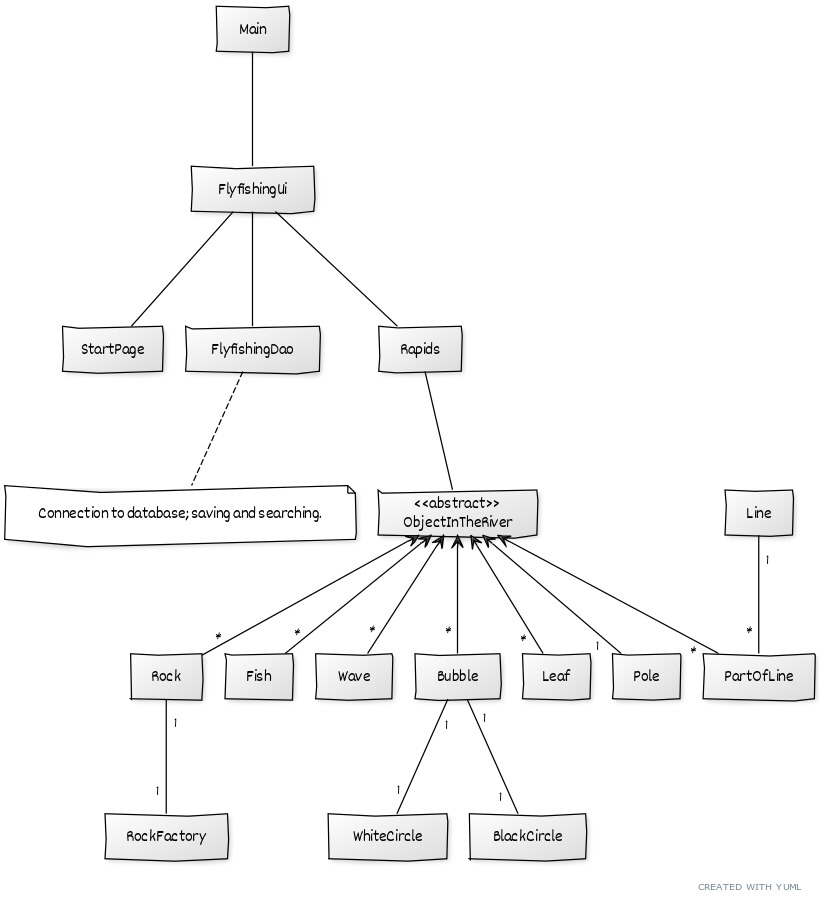 Main
FlyfishingUi
StartPage
FlyfishingDao
Rapids
Connection to database; saving and searching.
<<abstract>>
ObjectInTheRiver
Line
1
*
*
*
*
*
1
*
*
Rock
Fish
Wave
Bubble
Leaf
Pole
PartOfLine
1
1
1
1
1
1
RockFactory
WhiteCircle
BlackCircle
CREATED WITH YUML